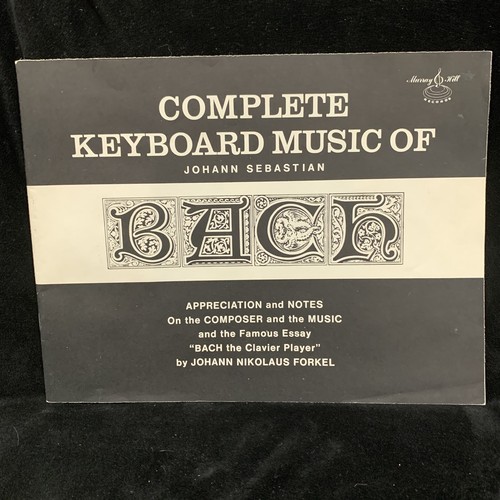 Murray Hill
RECORDS
COMPLETE
KEYBOARD MUSIC OF
JOHANN SEBASTIAN
BACH
APPRECIATION and NOTES
On the COMPOSER and the MUSIC
and the Famous Essay
"BACH the Clavier Player"
by JOHANN NIKOLAUS FORKEL